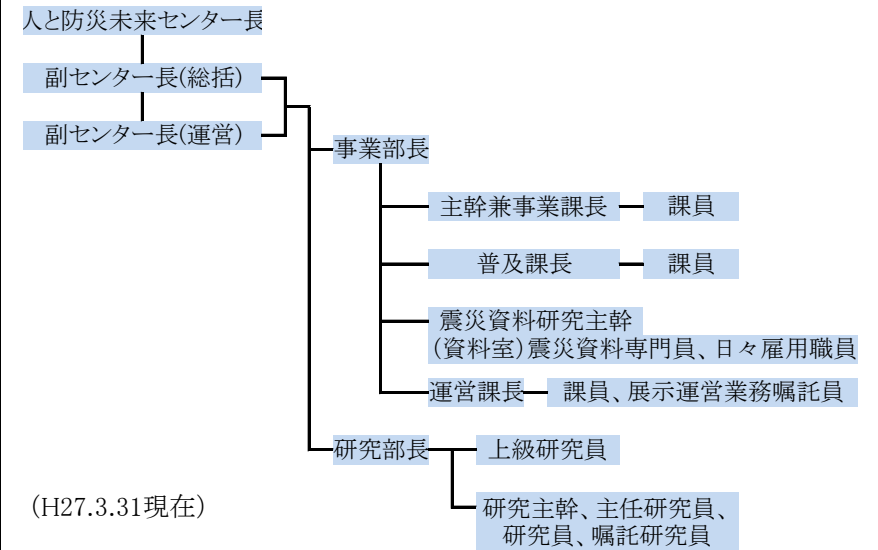 人と防災未来センター長
副センター長(総括)
副センター長(運営)
事業部長
主幹兼事業課長
課員
普及課長
課員
震災資料研究主幹
(資料室)震災資料専門員、日々雇用職員
運営課長
課員、展示運営業務嘱託員
研究部長
上級研究員
研究主幹、主任研究員、
研究員、嘱託研究員
(H27.3.31現在)